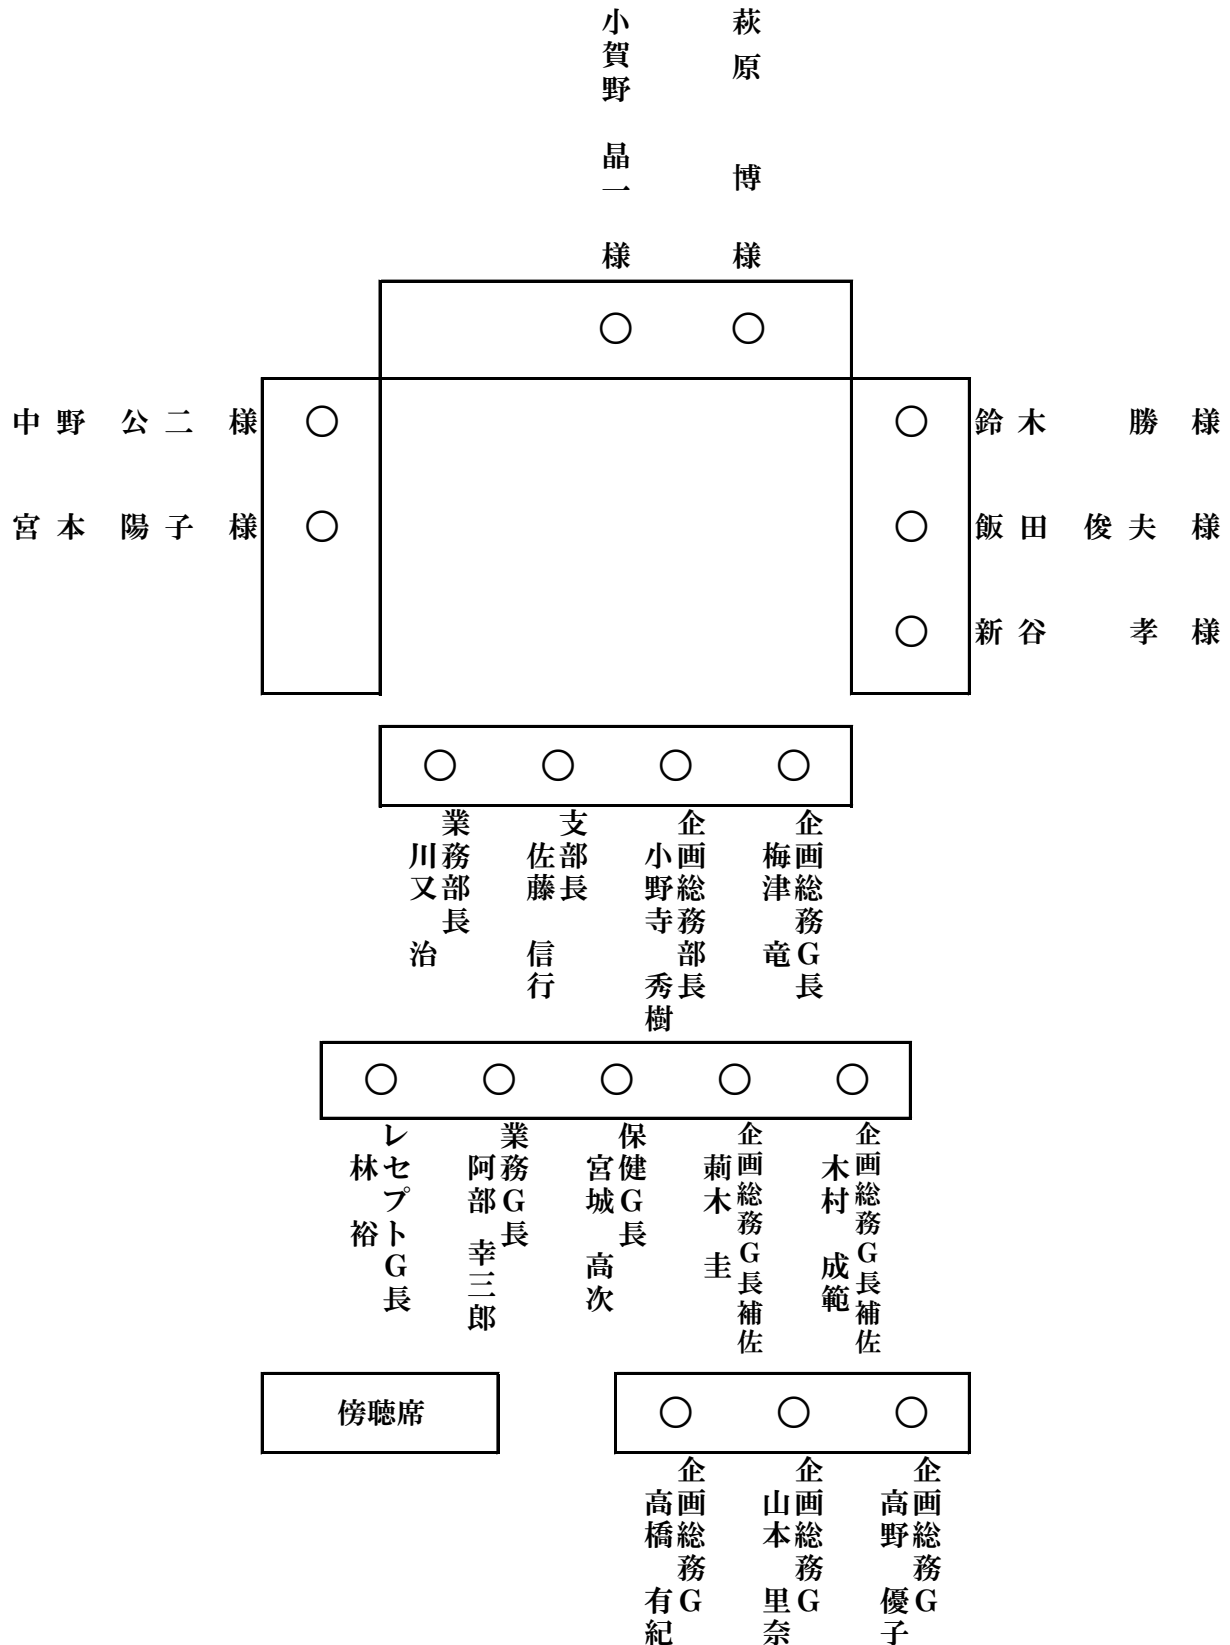 小賀野 晶一 様
萩原 博 様
中野 公二 様
鈴木 勝 様
宮本 陽子 様
飯田 俊夫 様
新谷 孝 様
業務部長
川又 治
支部長
佐藤 信行
企画総務部長
小野寺 秀樹
企画総務G長
梅津 竜
レセプトG長
林 裕
業務G長
阿部 幸三郎
保健G長
宮城 高次
企画総務G長補佐
莿木 圭
企画総務G長補佐
木村 成範
傍聴席
企画総務G
高橋 有紀
企画総務G
山本 里奈
企画総務G
高野 優子